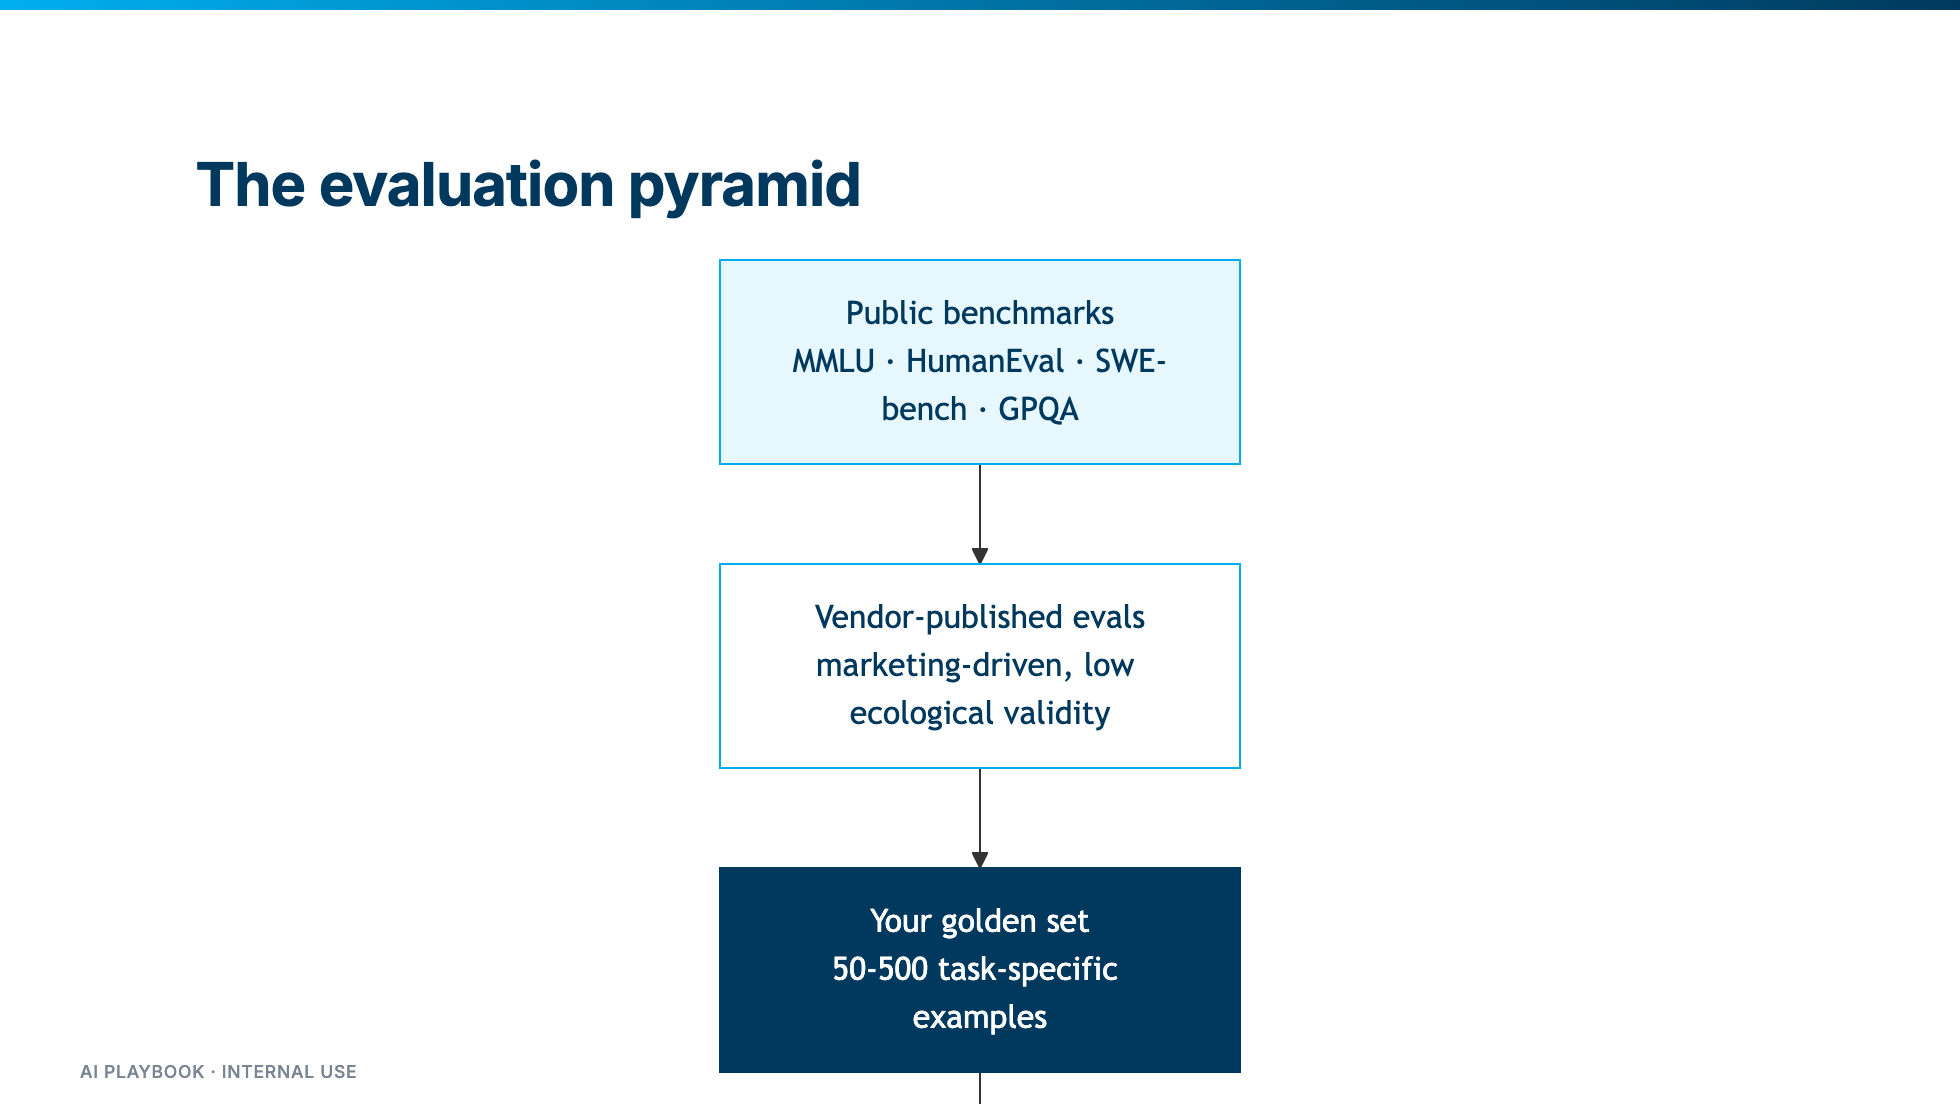 The evaluation pyramid
Public benchmarks
MMLU · HumanEval · SWE-
bench · GPQA
Vendor-published evals
marketing-driven, low
ecological validity
Your golden set
50-500 task-specific
examples
AI PLAYBOOK · INTERNAL USE